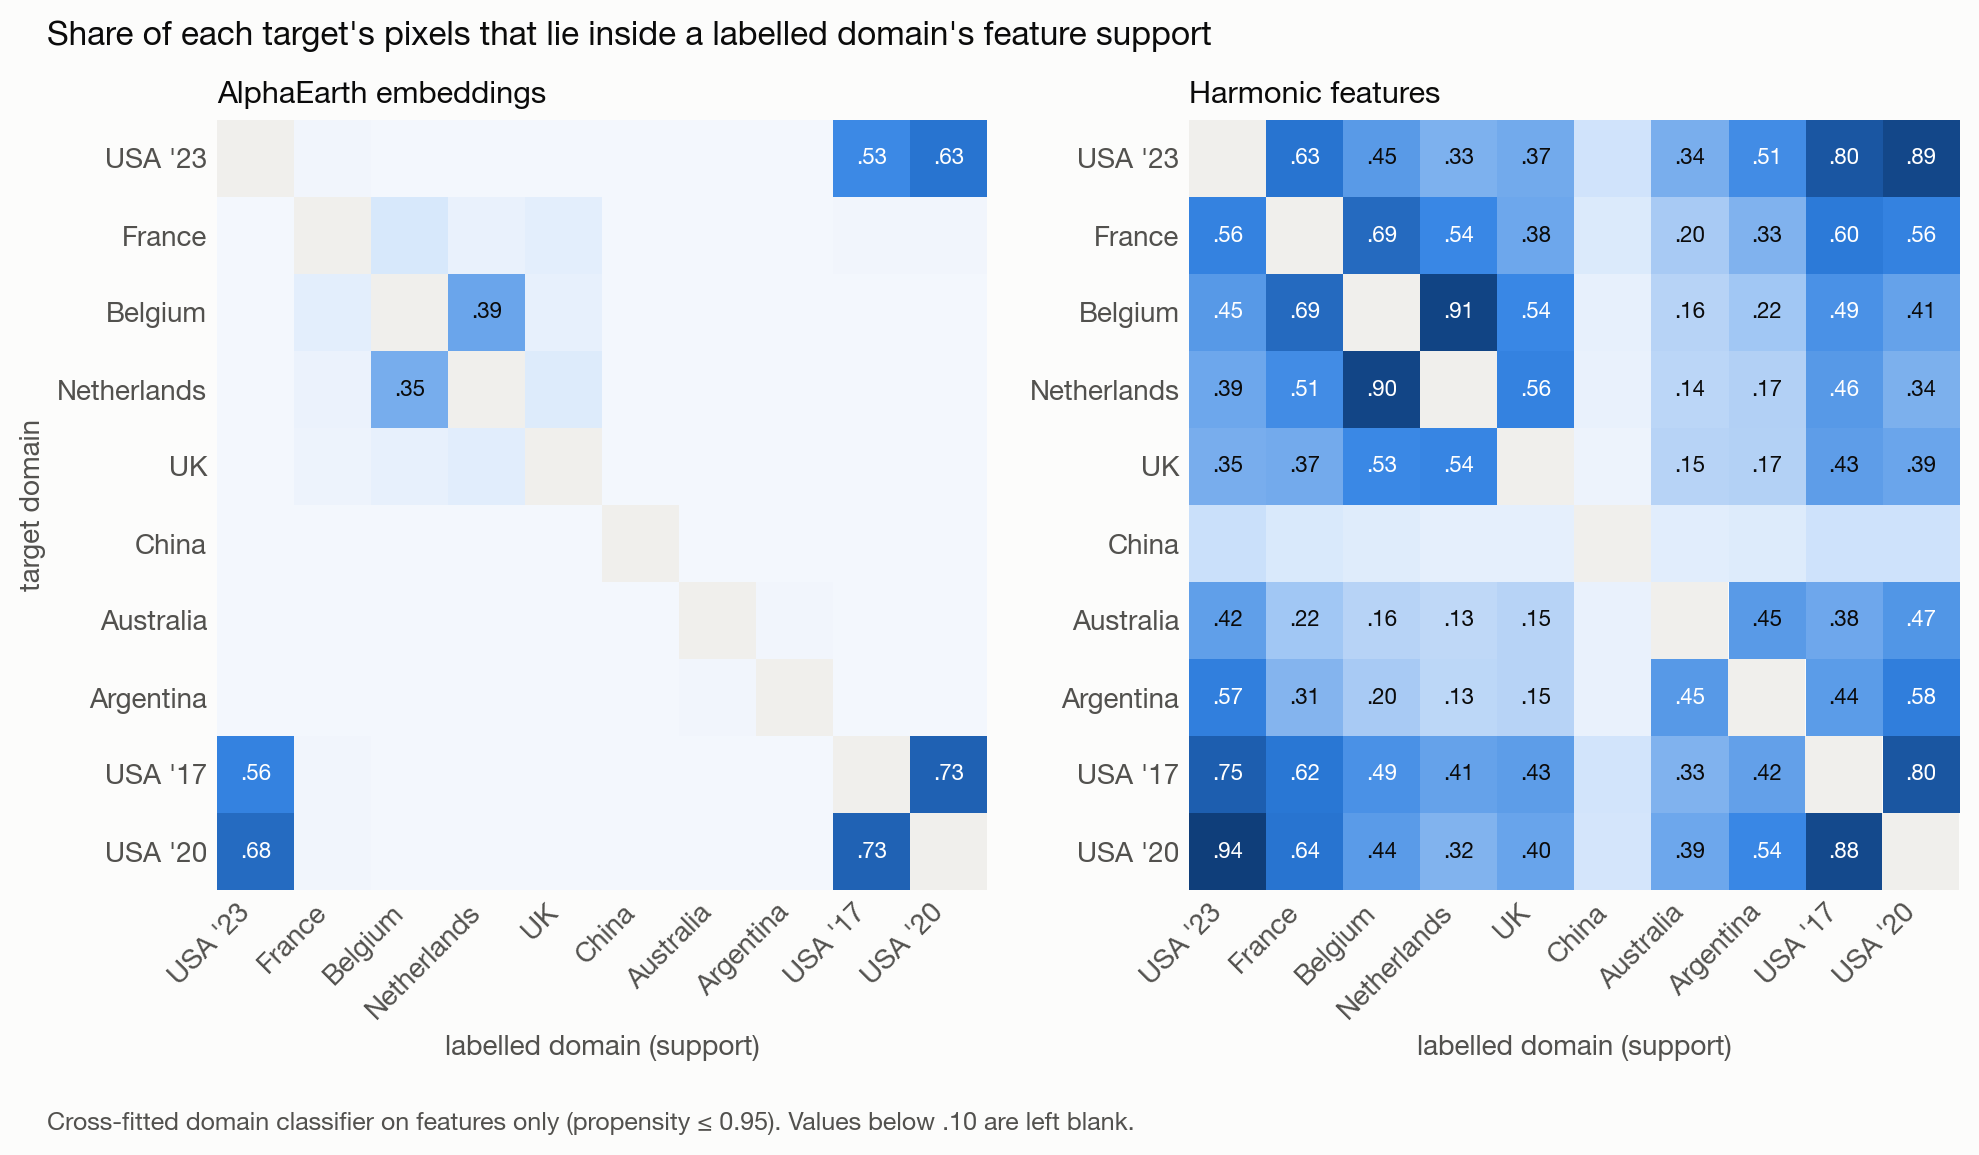 Share of each target's pixels that lie inside a labelled domain's feature support
AlphaEarth embeddings
target domain
USA '23 .53 .63
France
Belgium .39
Netherlands .35
UK
China
Australia
Argentina
USA '17 .56 .73
USA '20 .68 .73
USA '23 France Belgium Netherlands UK China Australia Argentina USA '17 USA '20
labelled domain (support)
Harmonic features
USA '23 .63 .45 .33 .37 .34 .51 .80 .89
France .56 .69 .54 .38 .20 .33 .60 .56
Belgium .45 .69 .91 .54 .16 .22 .49 .41
Netherlands .39 .51 .90 .56 .14 .17 .46 .34
UK .35 .37 .53 .54 .15 .17 .43 .39
China
Australia .42 .22 .16 .13 .15 .45 .38 .47
Argentina .57 .31 .20 .13 .15 .45 .44 .58
USA '17 .75 .62 .49 .41 .43 .33 .42 .80
USA '20 .94 .64 .44 .32 .40 .39 .54 .88
USA '23 France Belgium Netherlands UK China Australia Argentina USA '17 USA '20
labelled domain (support)
Cross-fitted domain classifier on features only (propensity ≤ 0.95). Values below .10 are left blank.